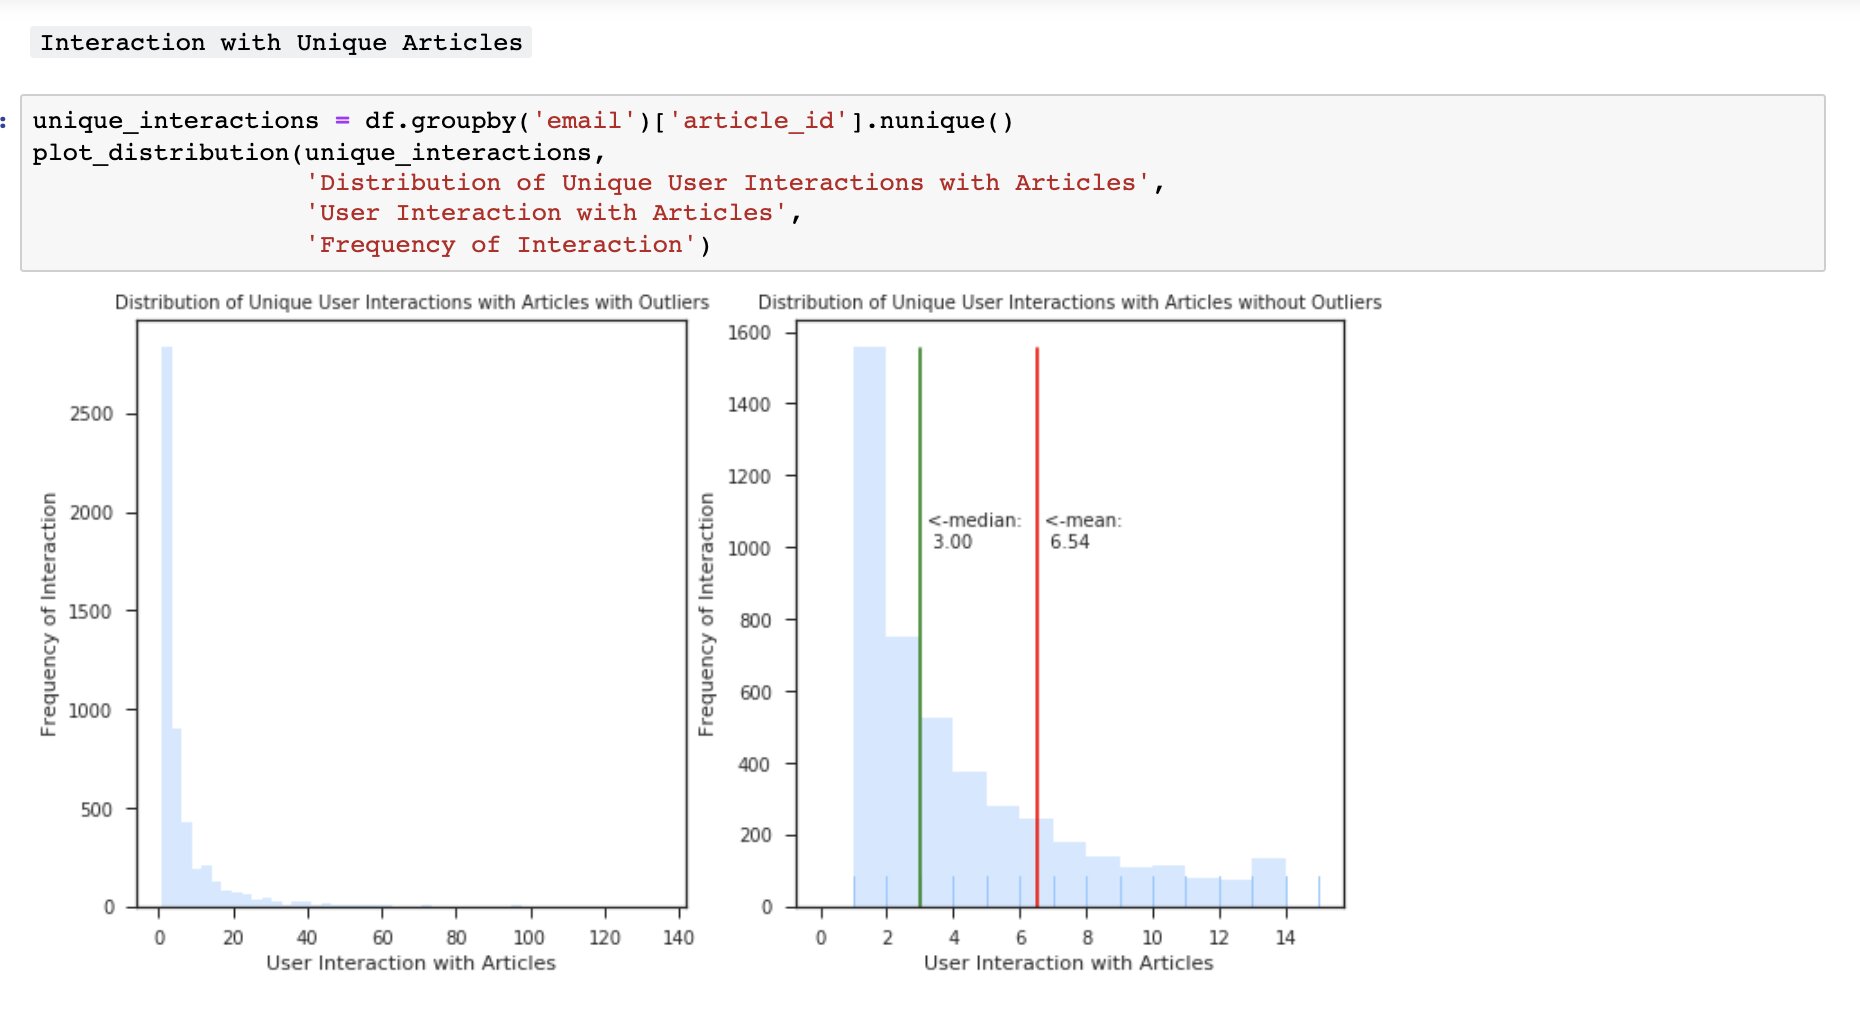 Interaction with Unique Articles
:
unique_interactions = df.groupby('email')['article_id'].nunique()
plot_distribution(unique_interactions,
'Distribution of Unique User Interactions with Articles',
'User Interaction with Articles',
'Frequency of Interaction')
Distribution of Unique User Interactions with Articles with Outliers
2500
2000
1500
1000
500
0
Frequency of Interaction
0 20 40 60 80 100 120 140
User Interaction with Articles
Distribution of Unique User Interactions with Articles without Outliers
1600
1400
1200
1000
800
600
400
200
0
Frequency of Interaction
<-median:
3.00
<-mean:
6.54
0 2 4 6 8 10 12 14
User Interaction with Articles